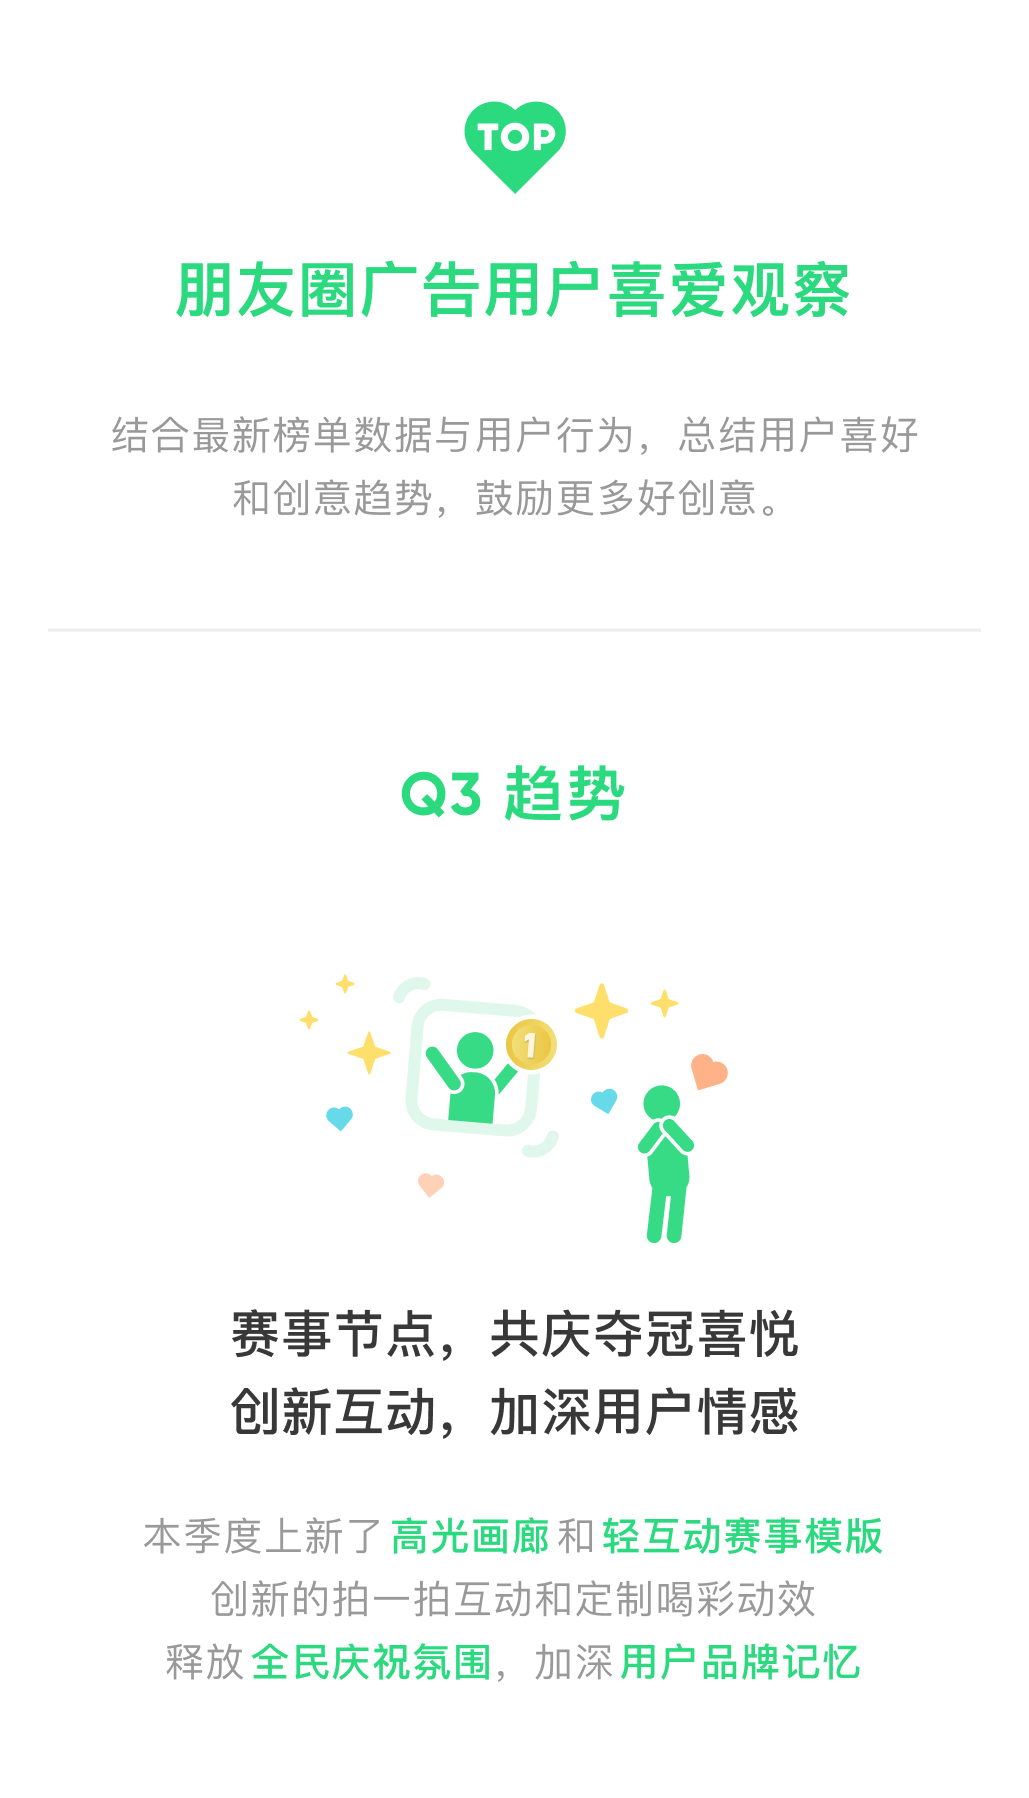 TOP
朋友圈广告用户喜爱观察
结合最新榜单数据与用户行为，总结用户喜好
和创意趋势，鼓励更多好创意。
Q3 趋势
1
赛事节点，共庆夺冠喜悦
创新互动，加深用户情感
本季度上新了高光画廊和轻互动赛事模版
创新的拍一拍互动和定制喝彩动效
释放全民庆祝氛围，加深用户品牌记忆